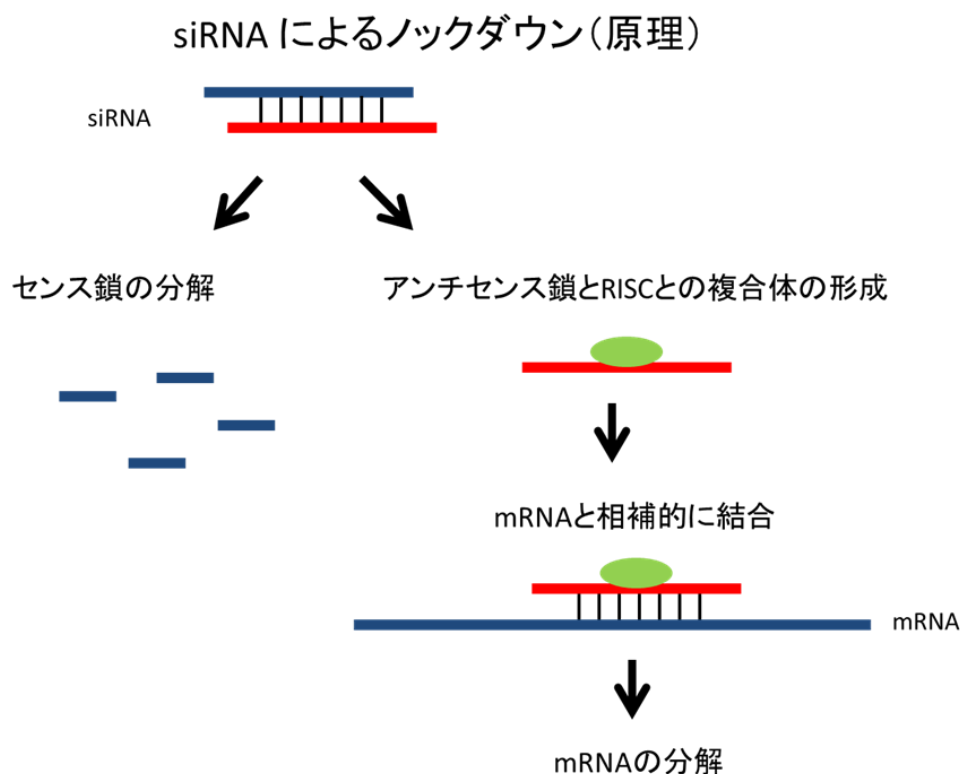 siRNA によるノックダウン（原理）
siRNA
センス鎖の分解
アンチセンス鎖とRISCとの複合体の形成
mRNAと相補的に結合
mRNA
mRNAの分解